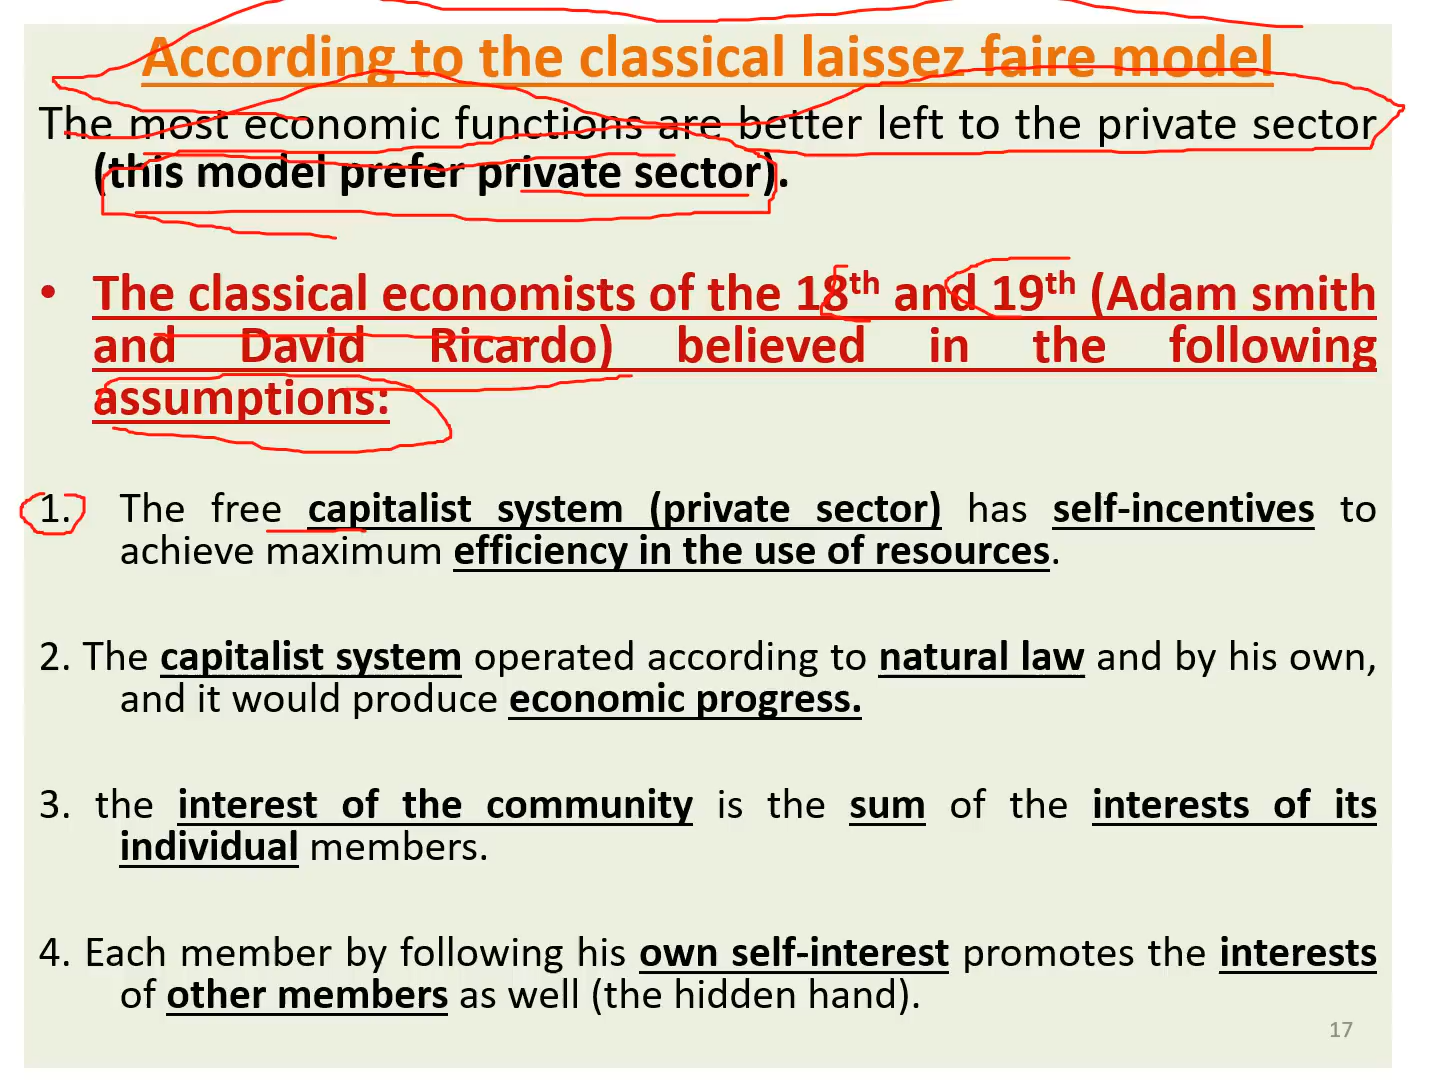 According to the classical laissez faire model
The most economic functions are better left to the private sector
(this model prefer private sector).
• The classical economists of the 18th and 19th (Adam smith
and David Ricardo) believed in the following
assumptions:
1. The free capitalist system (private sector) has self-incentives to
achieve maximum efficiency in the use of resources.
2. The capitalist system operated according to natural law and by his own,
and it would produce economic progress.
3. the interest of the community is the sum of the interests of its
individual members.
4. Each member by following his own self-interest promotes the interests
of other members as well (the hidden hand).
17